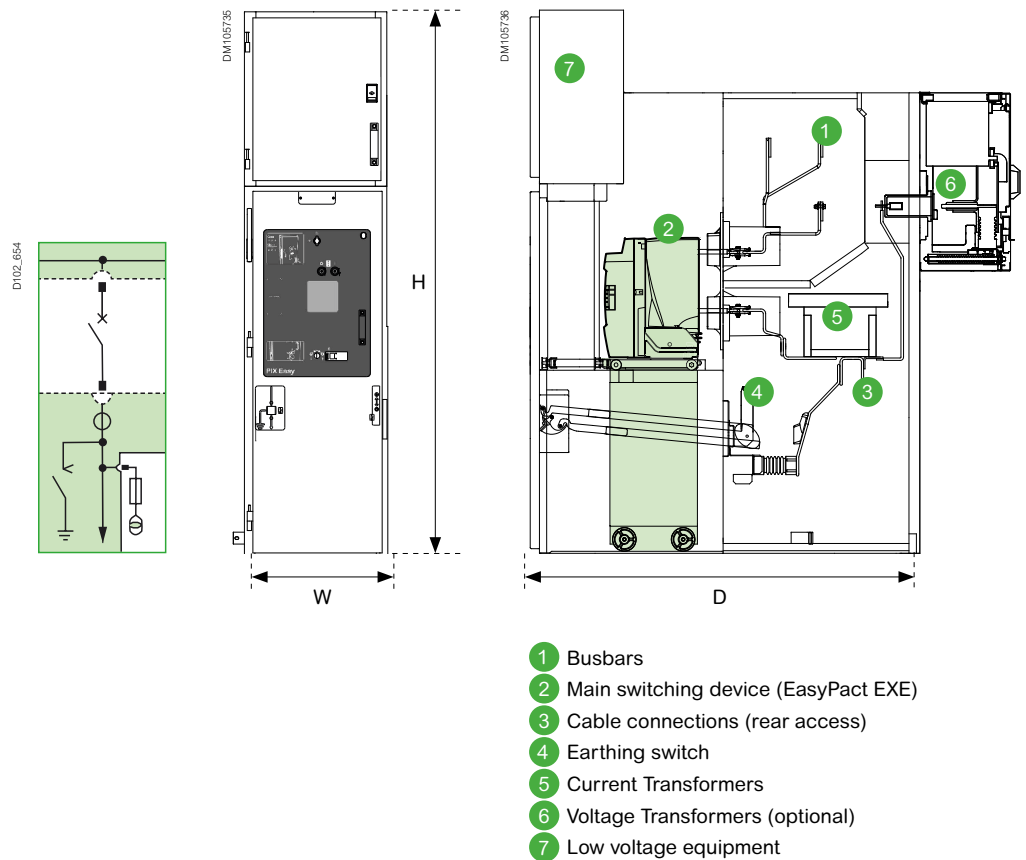 DM105735
DM105736
D102_654
7
1
6
2
H
5
4
3
PIX Easy
W
D
1 Busbars
2 Main switching device (EasyPact EXE)
3 Cable connections (rear access)
4 Earthing switch
5 Current Transformers
6 Voltage Transformers (optional)
7 Low voltage equipment